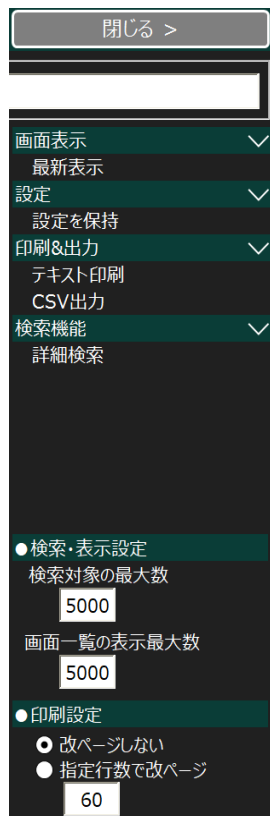 閉じる >
画面表示
最新表示
設定
設定を保持
印刷&出力
テキスト印刷
CSV出力
検索機能
詳細検索
●検索・表示設定
検索対象の最大数
5000
画面一覧の表示最大数
5000
●印刷設定
改ページしない
指定行数で改ページ
60